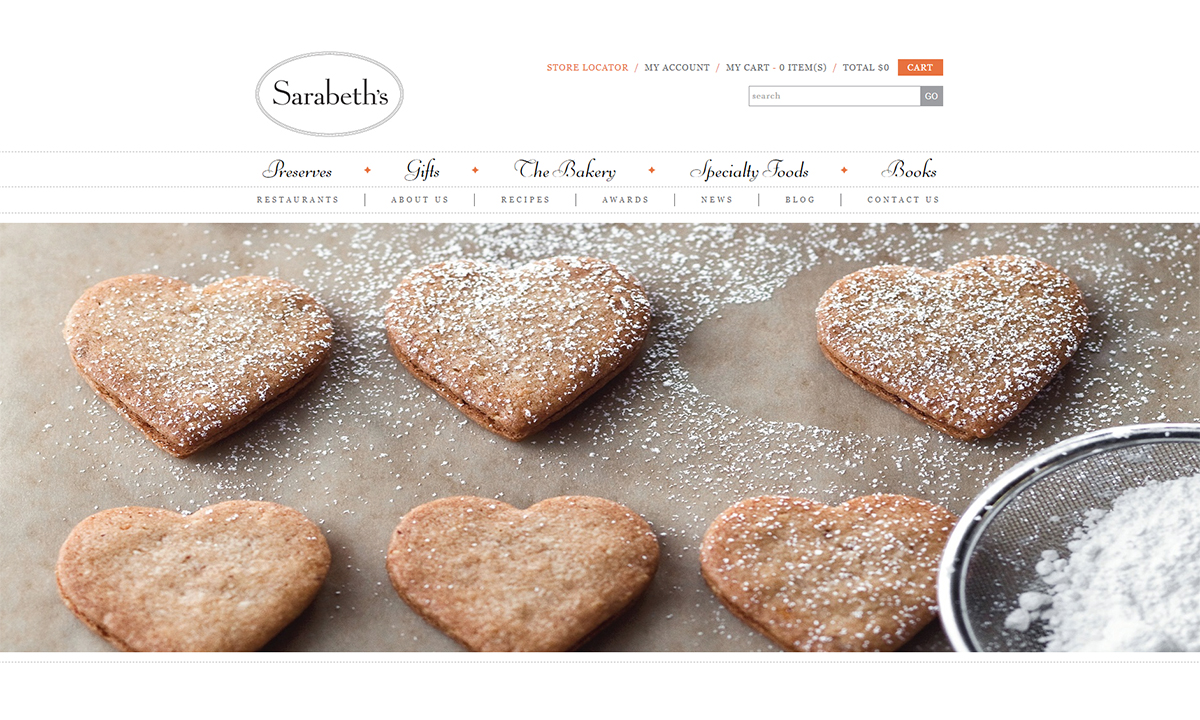 Sarabeth's
STORE LOCATOR / MY ACCOUNT / MY CART - 0 ITEM(S) / TOTAL $0 CART
search GO
Preserves Gifts The Bakery Specialty Foods Books
RESTAURANTS | ABOUT US | RECIPES | AWARDS | NEWS | BLOG | CONTACT US